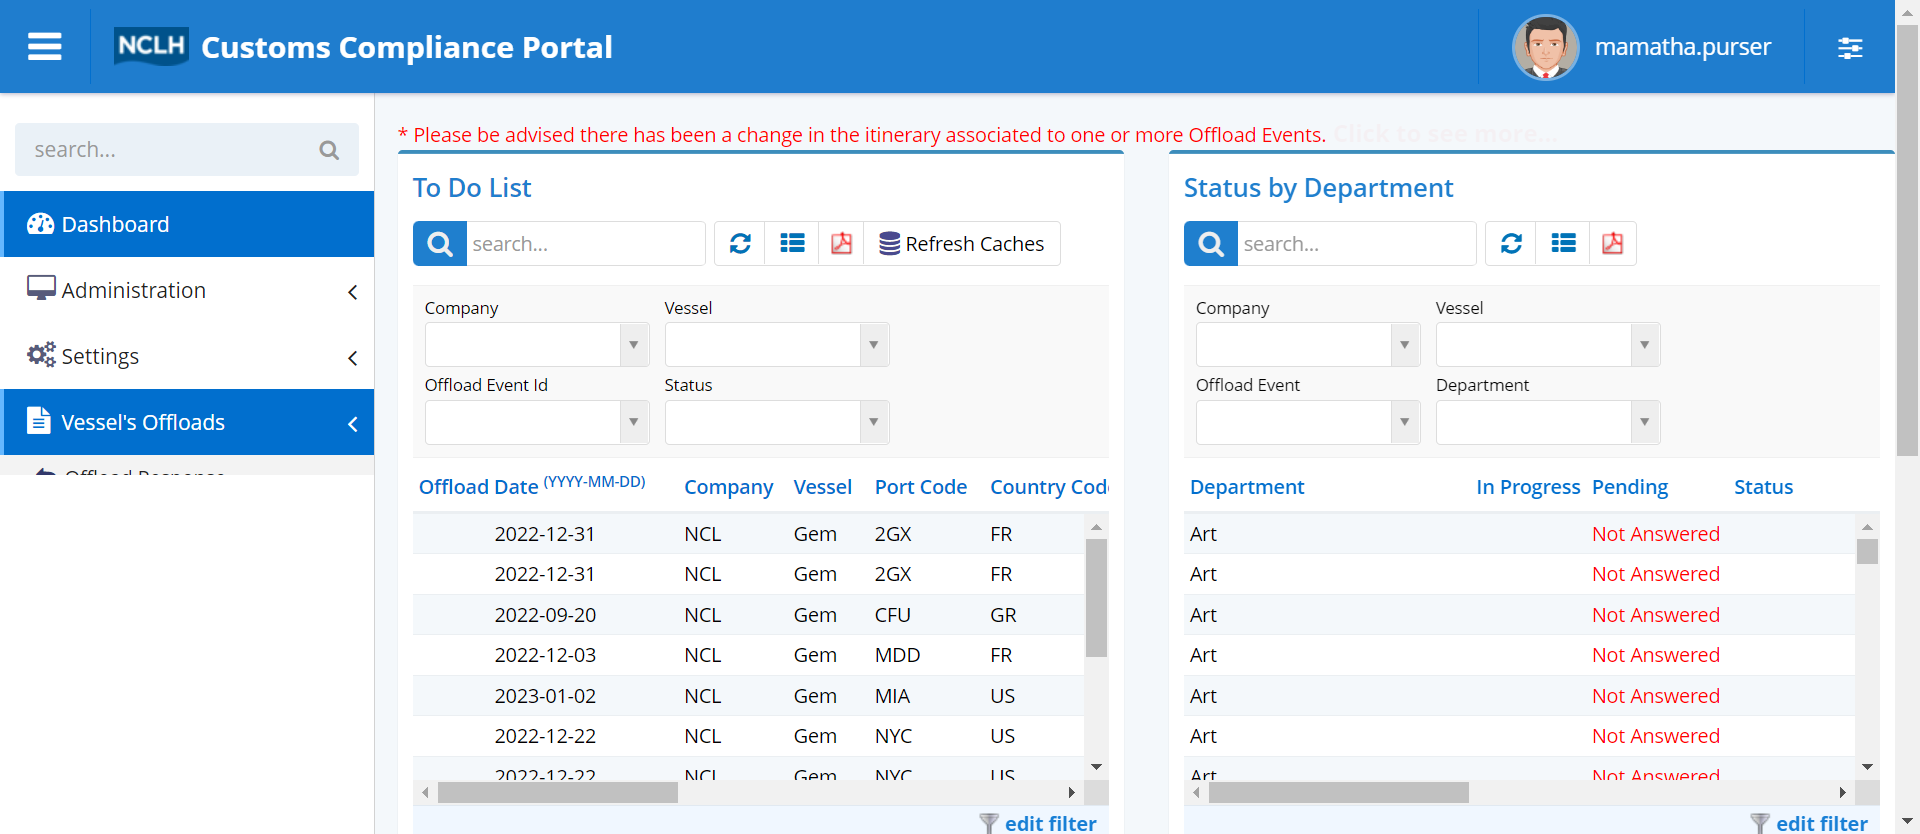 NCLH Customs Compliance Portal
mamatha.purser
search...
Dashboard
Administration
Settings
Vessel's Offloads
Offload Response
* Please be advised there has been a change in the itinerary associated to one or more Offload Events. Click to see more...
To Do List
search...
Refresh Caches
Company Vessel
Offload Event Id Status
Offload Date (YYYY-MM-DD) Company Vessel Port Code Country Code
2022-12-31 NCL Gem 2GX FR
2022-12-31 NCL Gem 2GX FR
2022-09-20 NCL Gem CFU GR
2022-12-03 NCL Gem MDD FR
2023-01-02 NCL Gem MIA US
2022-12-22 NCL Gem NYC US
2022-12-22 NCL Gem NYC US
edit filter
Status by Department
search...
Company Vessel
Offload Event Department
Department In Progress Pending Status
Art Not Answered
Art Not Answered
Art Not Answered
Art Not Answered
Art Not Answered
Art Not Answered
Art Not Answered
edit filter